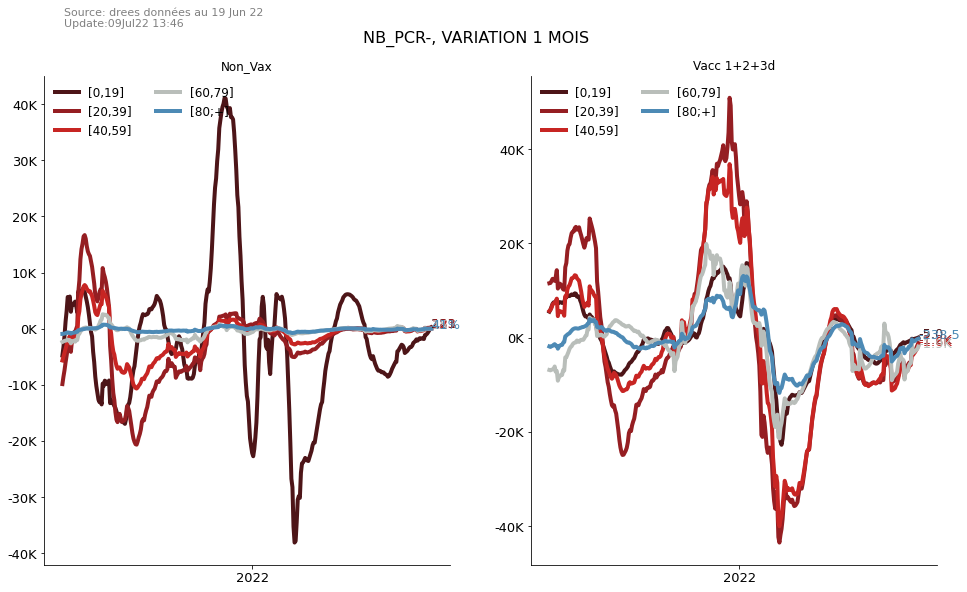 Source: drees données au 19 Jun 22
Update:09Jul22 13:46
NB_PCR-, VARIATION 1 MOIS
Non_Vax
[0,19]
[20,39]
[40,59]
[60,79]
[80;+]
40K
30K
20K
10K
0K
-10K
-20K
-30K
-40K
2022
Vacc 1+2+3d
[0,19]
[20,39]
[40,59]
[60,79]
[80;+]
40K
20K
0K
-20K
-40K
2022